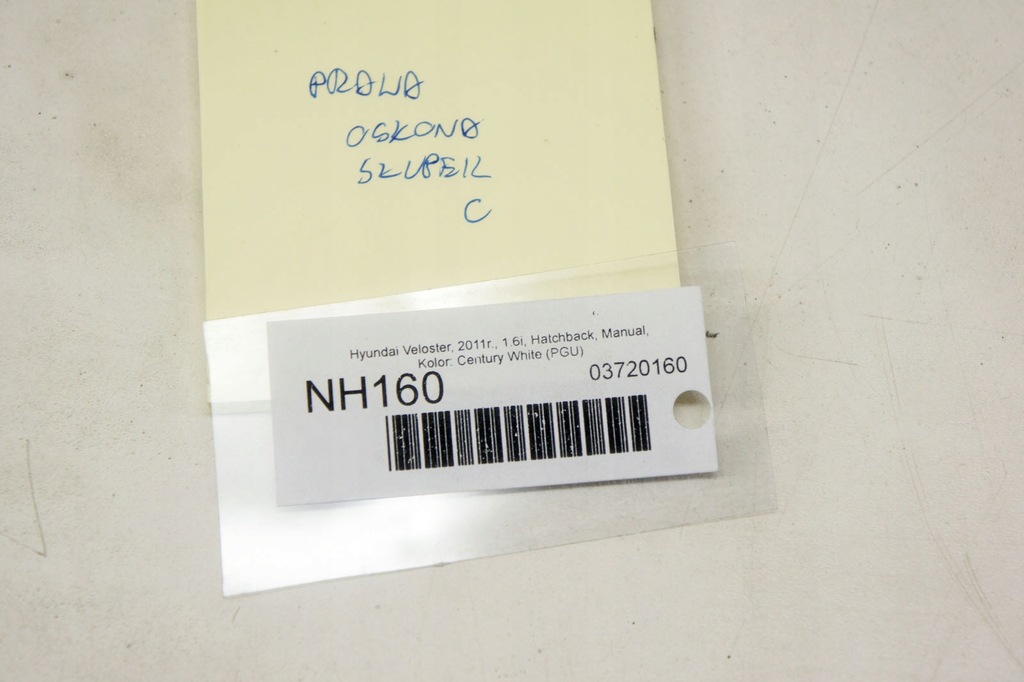 PRAWA
OSŁONA
SŁUPEK
C
Hyundai Veloster, 2011r., 1.6i, Hatchback, Manual,
Kolor: Century White (PGU)
NH160
03720160